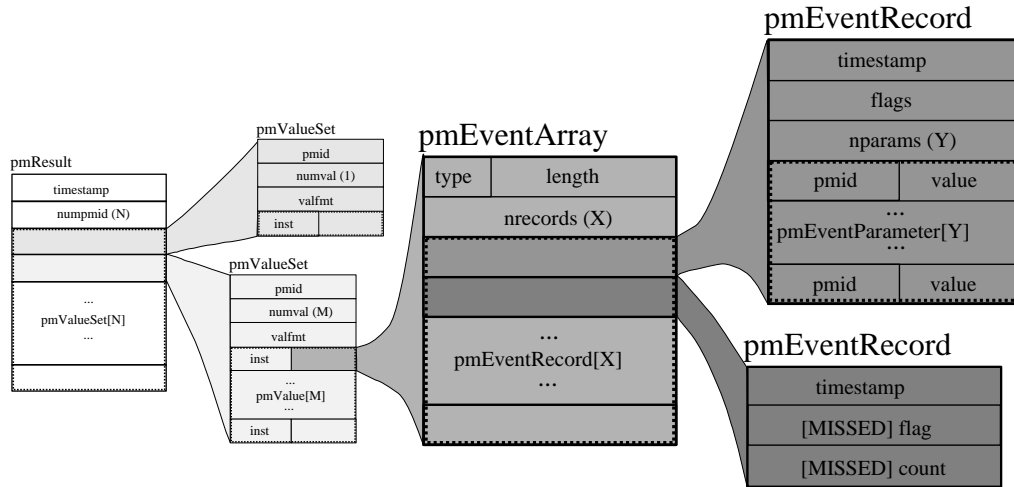 pmResult
timestamp
numpmid (N)
...
pmValueSet[N]
...
pmValueSet
pmid
numval (1)
valfmt
inst
pmValueSet
pmid
numval (M)
valfmt
inst
...
pmValue[M]
...
inst
pmEventArray
type length
nrecords (X)
...
pmEventRecord[X]
...
pmEventRecord
timestamp
flags
nparams (Y)
pmid value
...
pmEventParameter[Y]
...
pmid value
pmEventRecord
timestamp
[MISSED] flag
[MISSED] count